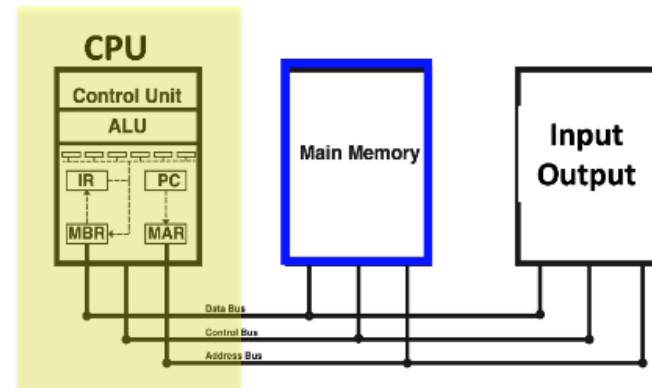 CPU
Control Unit
ALU
IR
PC
MBR
MAR
Main Memory
Input
Output
Data Bus
Control Bus
Address Bus